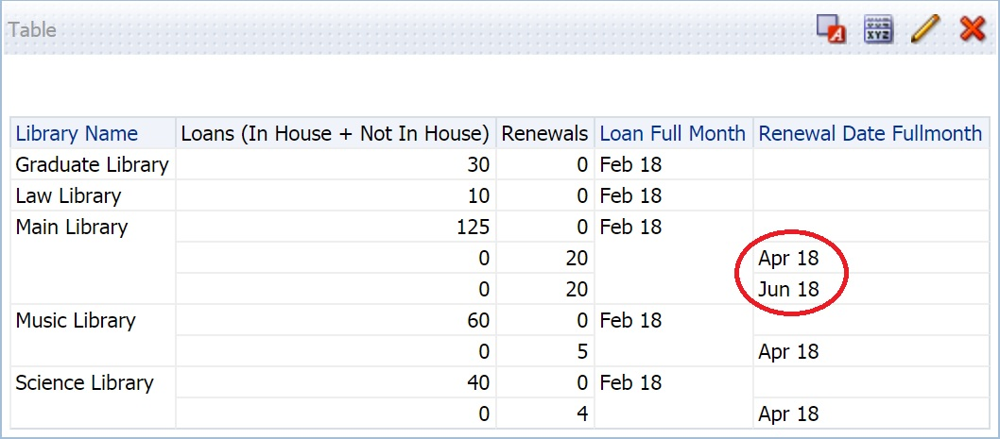 Table
Library Name Loans (In House + Not In House) Renewals Loan Full Month Renewal Date Fullmonth
Graduate Library 30 0 Feb 18
Law Library 10 0 Feb 18
Main Library 125 0 Feb 18
0 20 Apr 18
0 20 Jun 18
Music Library 60 0 Feb 18
0 5 Apr 18
Science Library 40 0 Feb 18
0 4 Apr 18